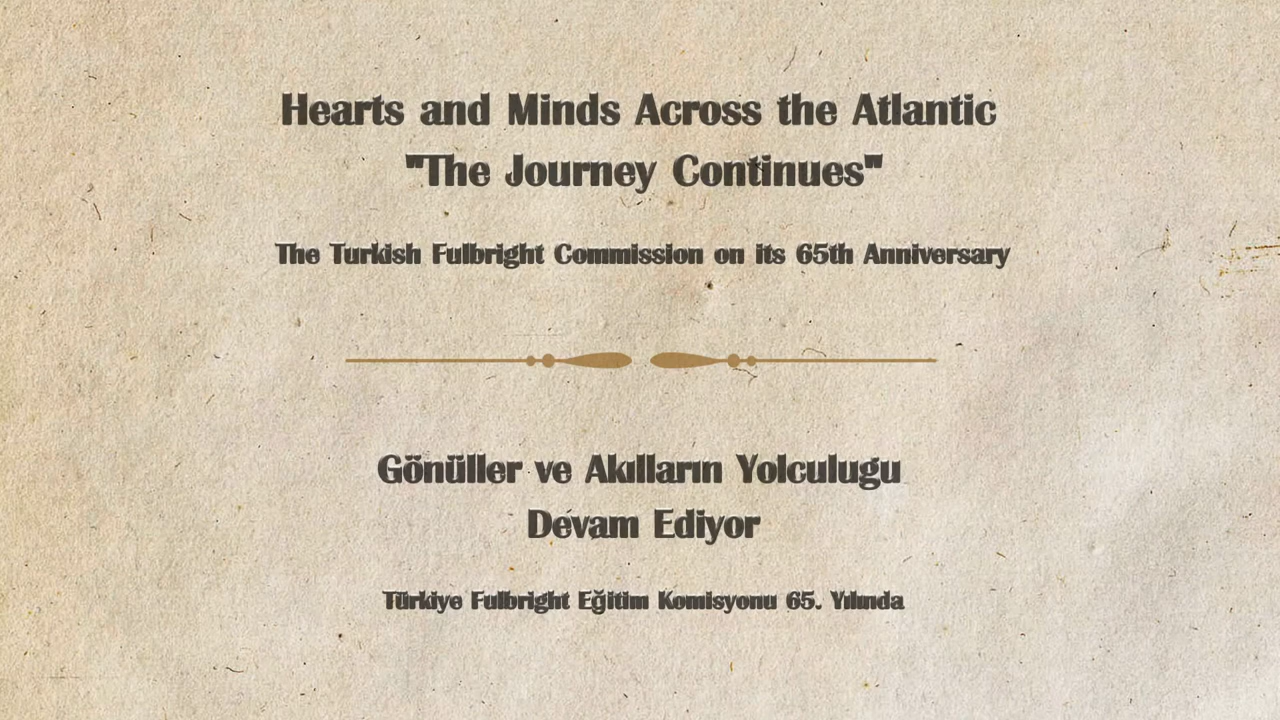 Hearts and Minds Across the Atlantic
"The Journey Continues"
The Turkish Fulbright Commission on its 65th Anniversary
Gönüller ve Akılların Yolculugu
Devam Ediyor
Türkiye Fulbright Eğitim Komisyonu 65. Yılında